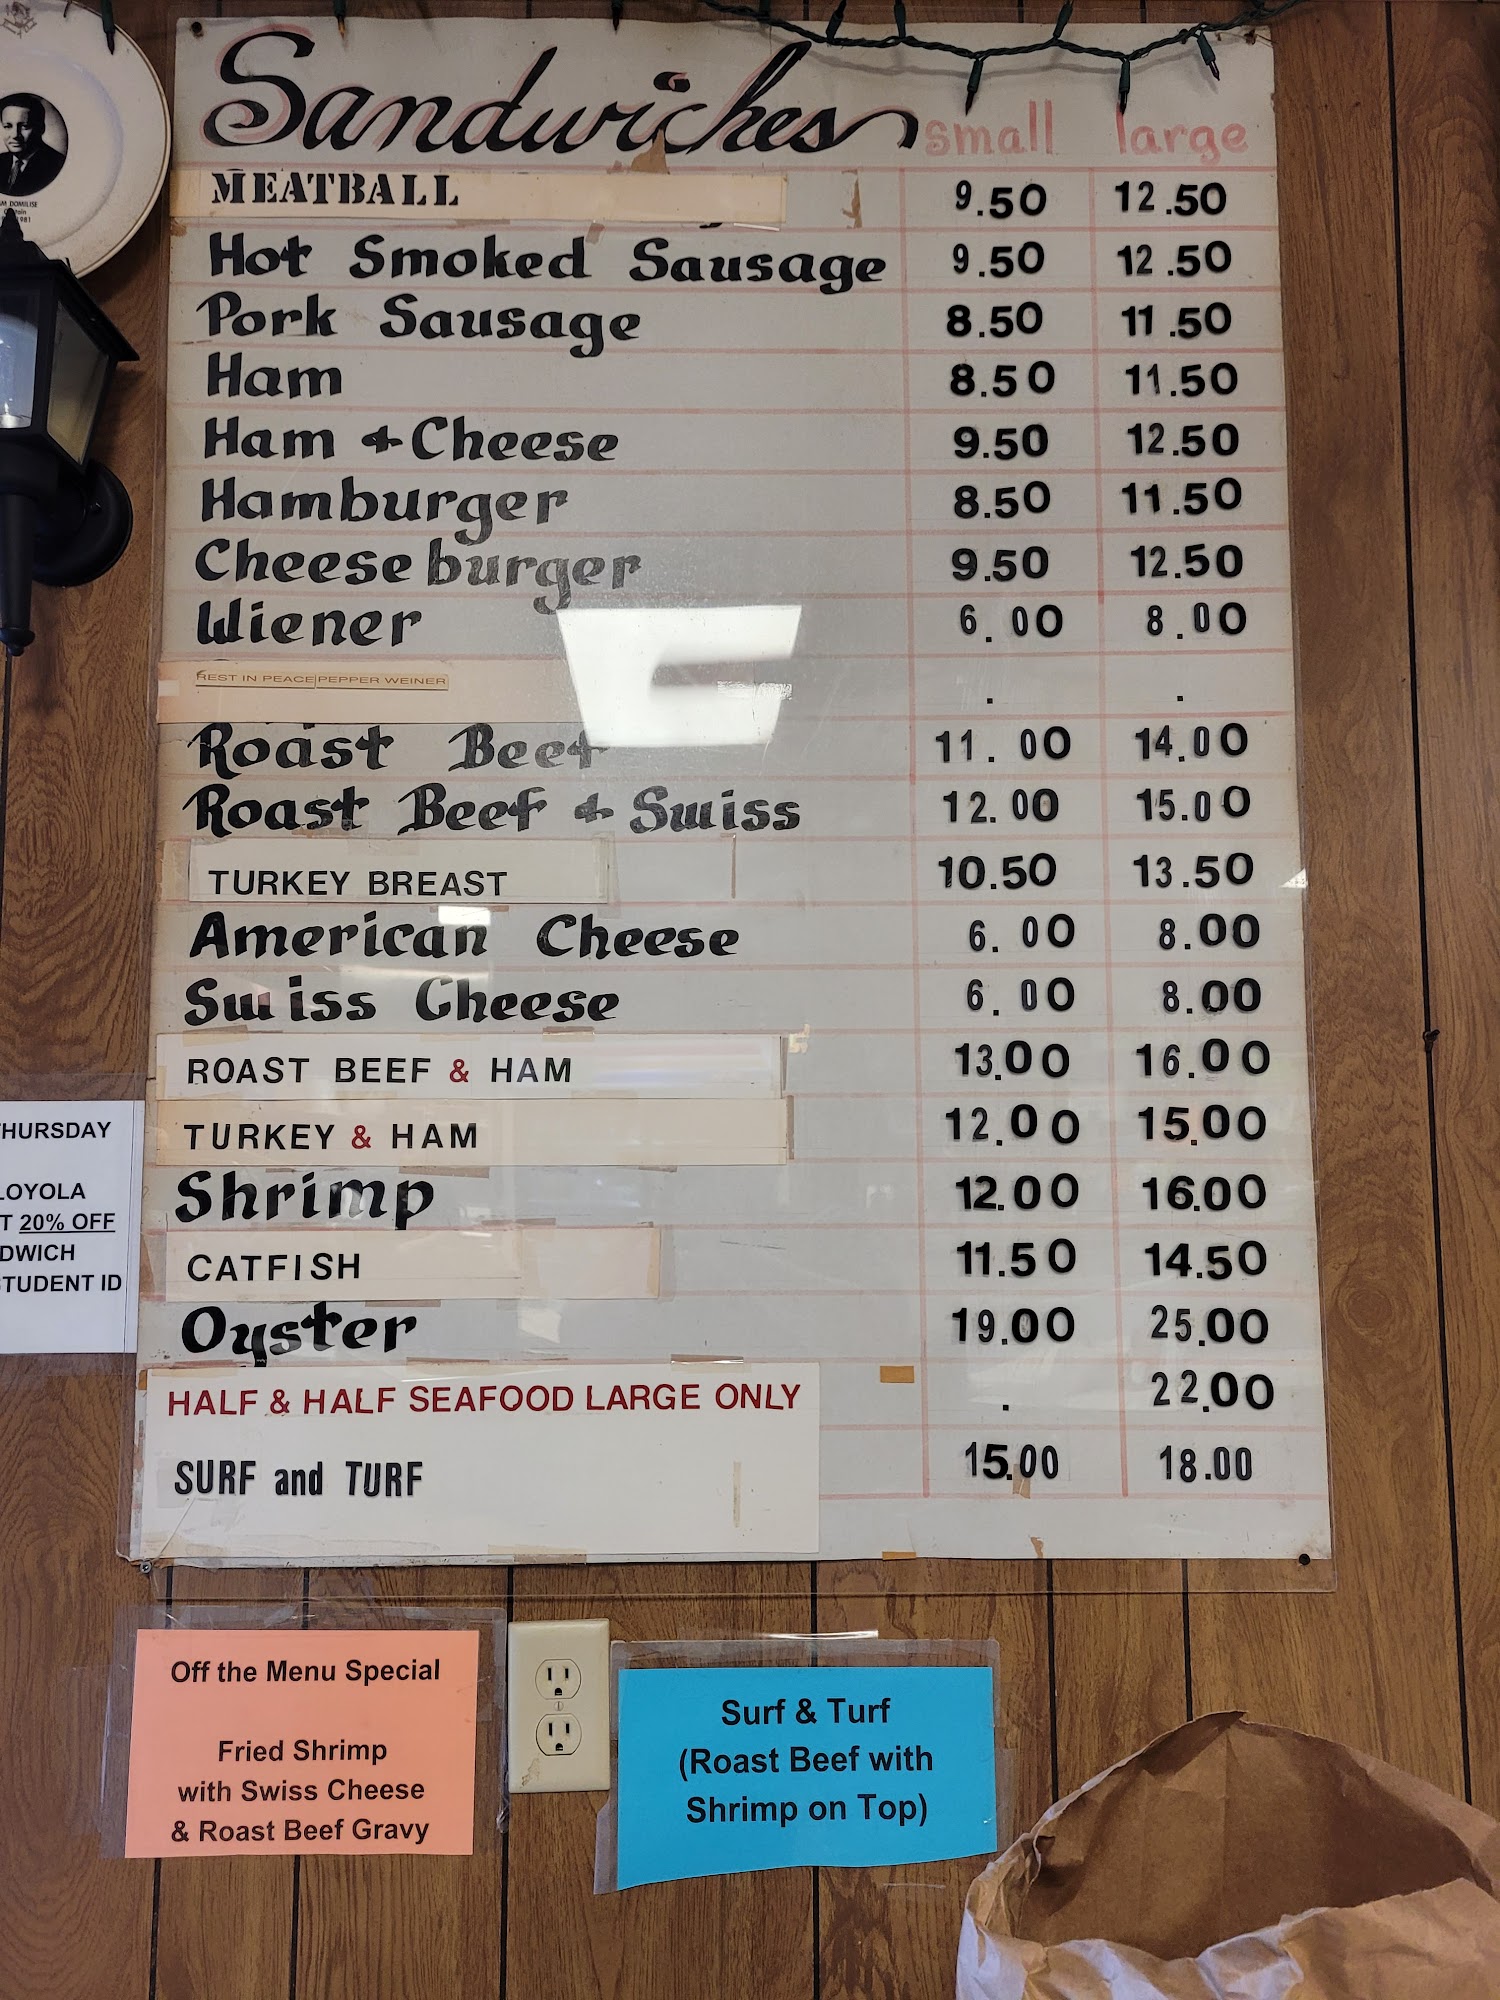 Sandwiches small large
MEATBALL 9.50 12.50
Hot Smoked Sausage 9.50 12.50
Pork Sausage 8.50 11.50
Ham 8.50 11.50
Ham & Cheese 9.50 12.50
Hamburger 8.50 11.50
Cheeseburger 9.50 12.50
Wiener 6.00 8.00
REST IN PEACE PEPPER WEINER . .
Roast Beef 11.00 14.00
Roast Beef & Swiss 12.00 15.00
TURKEY BREAST 10.50 13.50
American Cheese 6.00 8.00
Swiss Cheese 6.00 8.00
ROAST BEEF & HAM 13.00 16.00
TURKEY & HAM 12.00 15.00
Shrimp 12.00 16.00
CATFISH 11.50 14.50
Oyster 19.00 25.00
HALF & HALF SEAFOOD LARGE ONLY . 22.00
SURF and TURF 15.00 18.00
DOMILISE
THURSDAY
LOYOLA
T 20% OFF
DWICH
STUDENT ID
Off the Menu Special
Fried Shrimp
with Swiss Cheese
& Roast Beef Gravy
Surf & Turf
(Roast Beef with
Shrimp on Top)